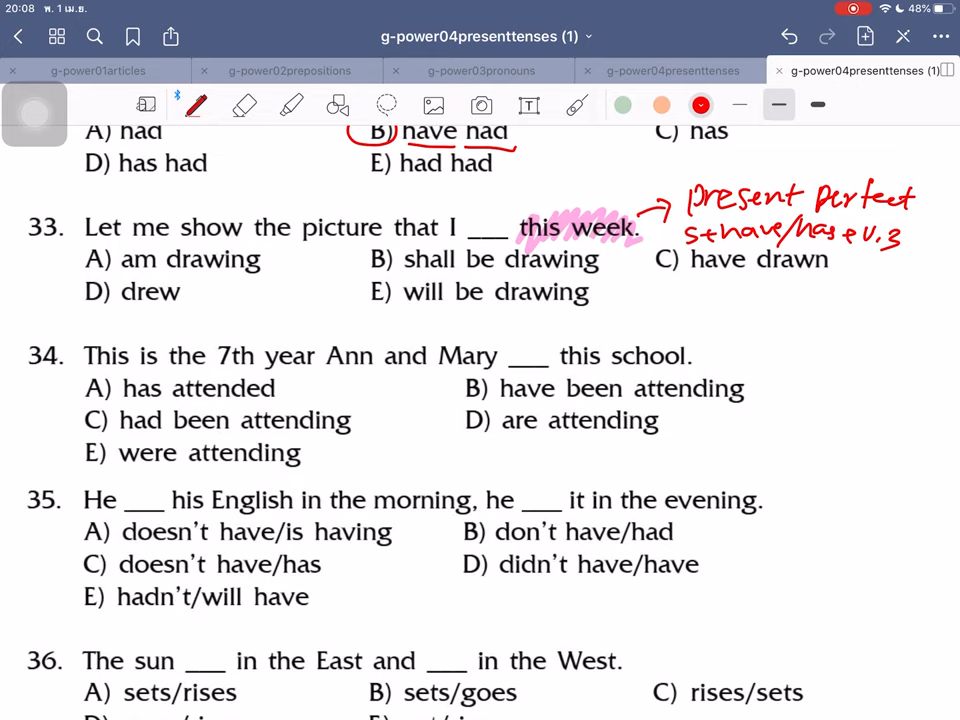 20:08 พ. 1 เม.ย. 48%
g-power04presenttenses (1)
g-power01articles g-power02prepositions g-power03pronouns g-power04presenttenses g-power04presenttenses (1)
A) had B) have had C) has
D) has had E) had had
33. Let me show the picture that I ___ this week. → present perfect
s+have/has+v.3
A) am drawing B) shall be drawing C) have drawn
D) drew E) will be drawing
34. This is the 7th year Ann and Mary ___ this school.
A) has attended B) have been attending
C) had been attending D) are attending
E) were attending
35. He ___ his English in the morning, he ___ it in the evening.
A) doesn't have/is having B) don't have/had
C) doesn't have/has D) didn't have/have
E) hadn't/will have
36. The sun ___ in the East and ___ in the West.
A) sets/rises B) sets/goes C) rises/sets